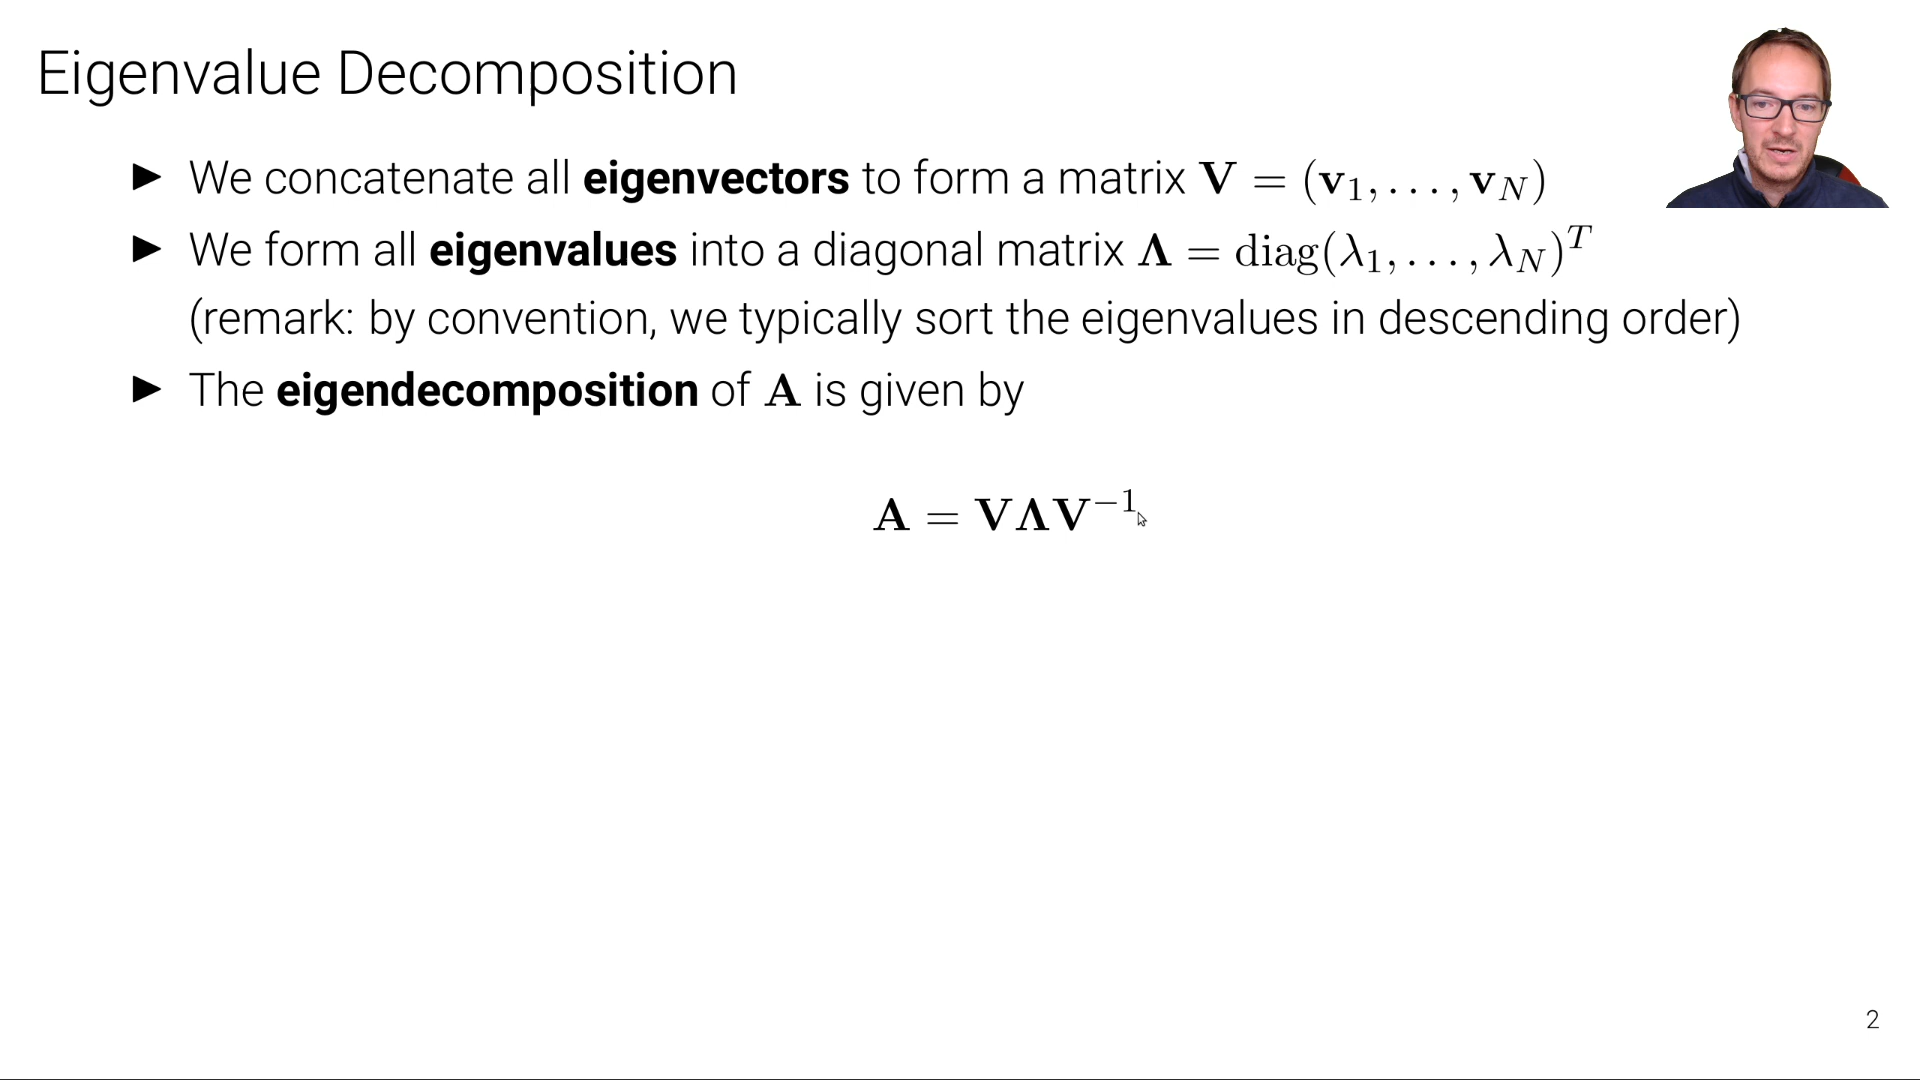 Eigenvalue Decomposition
► We concatenate all eigenvectors to form a matrix V = (v₁, . . . , v_N)
► We form all eigenvalues into a diagonal matrix Λ = diag(λ₁, . . . , λ_N)ᵀ
(remark: by convention, we typically sort the eigenvalues in descending order)
► The eigendecomposition of A is given by
A = VΛV⁻¹
2